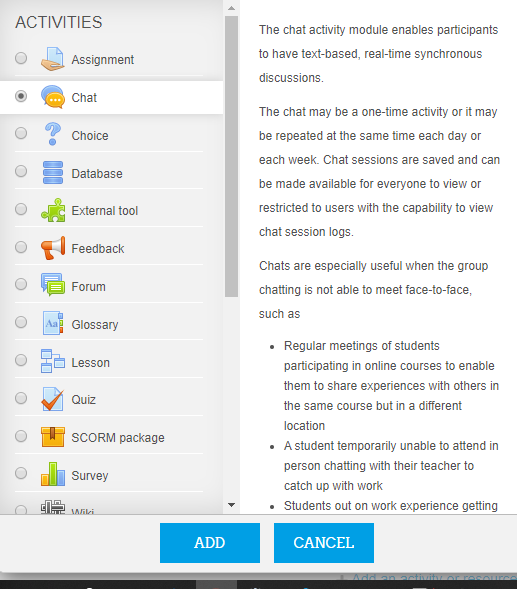 ACTIVITIES
Assignment
Chat
Choice
Database
External tool
Feedback
Forum
Glossary
Lesson
Quiz
SCORM package
Survey
Wiki
The chat activity module enables participants
to have text-based, real-time synchronous
discussions.
The chat may be a one-time activity or it may
be repeated at the same time each day or
each week. Chat sessions are saved and can
be made available for everyone to view or
restricted to users with the capability to view
chat session logs.
Chats are especially useful when the group
chatting is not able to meet face-to-face,
such as
Regular meetings of students
participating in online courses to enable
them to share experiences with others in
the same course but in a different
location
A student temporarily unable to attend in
person chatting with their teacher to
catch up with work
Students out on work experience getting
ADD
CANCEL
Add an activity or resource